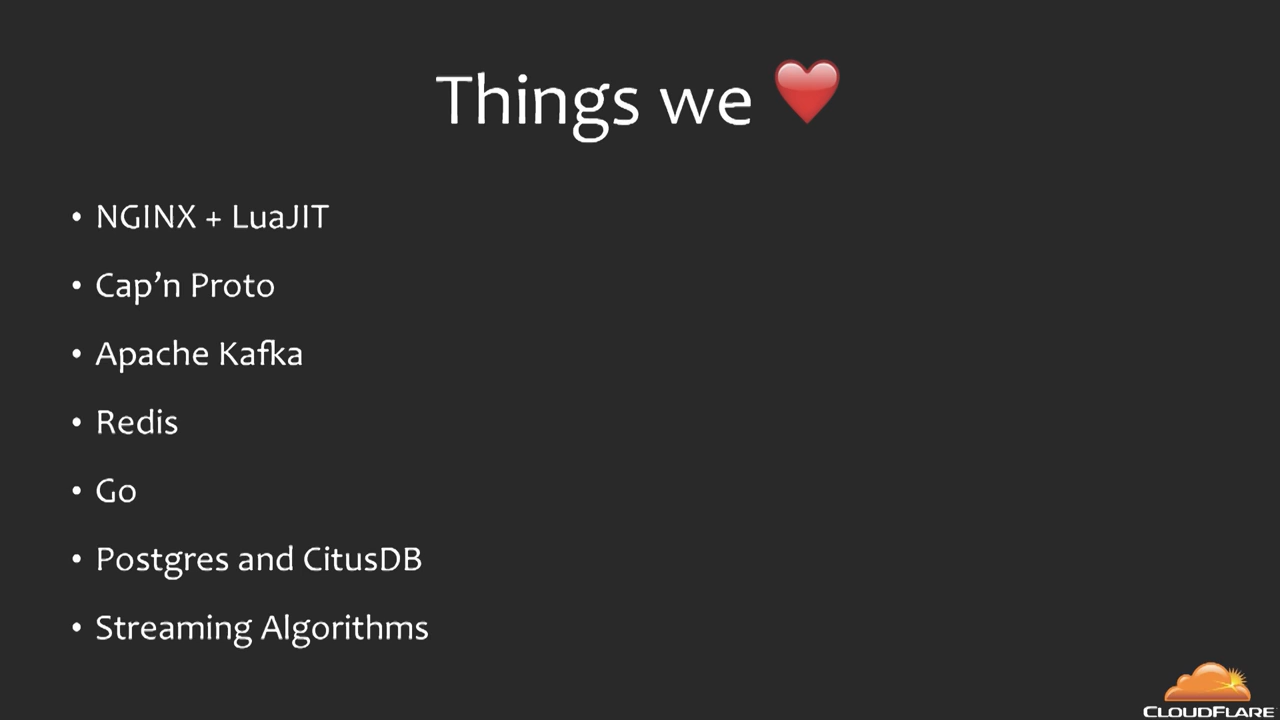 Things we ❤️
• NGINX + LuaJIT
• Cap’n Proto
• Apache Kafka
• Redis
• Go
• Postgres and CitusDB
• Streaming Algorithms
CLOUDFLARE